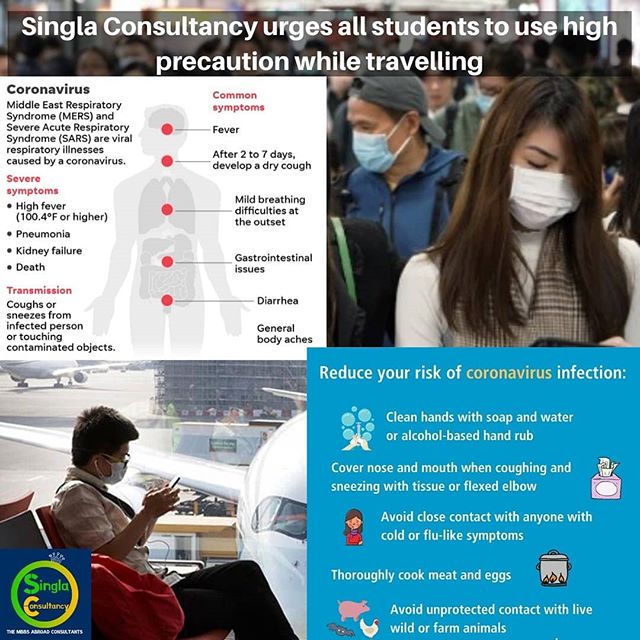 Singla Consultancy urges all students to use high
precaution while travelling
Coronavirus
Middle East Respiratory
Syndrome (MERS) and
Severe Acute Respiratory
Syndrome (SARS) are viral
respiratory illnesses
caused by a coronavirus.
Severe
symptoms
• High fever
(100.4°F or higher)
• Pneumonia
• Kidney failure
• Death
Transmission
Coughs or
sneezes from
infected person
or touching
contaminated objects.
Common
symptoms
Fever
After 2 to 7 days,
develop a dry cough
Mild breathing
difficulties at
the outset
Gastrointestinal
issues
Diarrhea
General
body aches
Reduce your risk of coronavirus infection:
Clean hands with soap and water
or alcohol-based hand rub
Cover nose and mouth when coughing and
sneezing with tissue or flexed elbow
Avoid close contact with anyone with
cold or flu-like symptoms
Thoroughly cook meat and eggs
Avoid unprotected contact with live
wild or farm animals
Singla
Consultancy
THE MBBS ABROAD CONSULTANTS